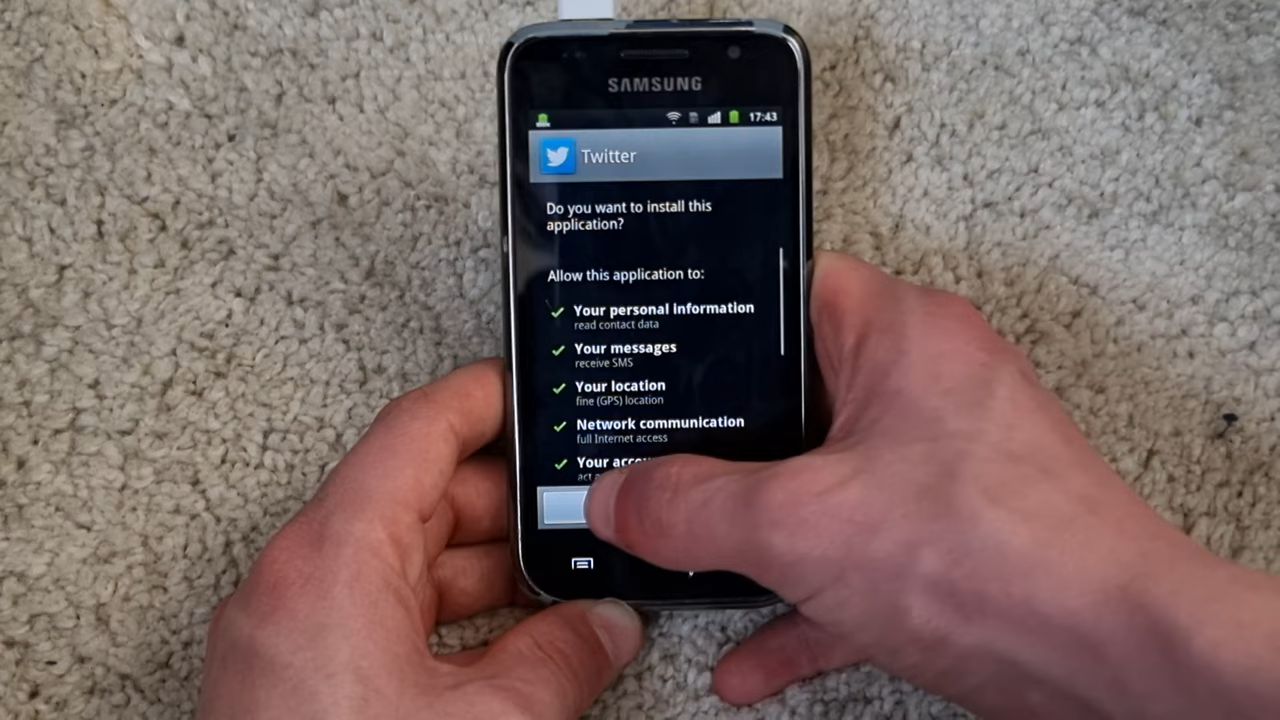 SAMSUNG
17:43
Twitter
Do you want to install this
application?
Allow this application to:
Your personal information
read contact data
Your messages
receive SMS
Your location
fine (GPS) location
Network communication
full Internet access
Your